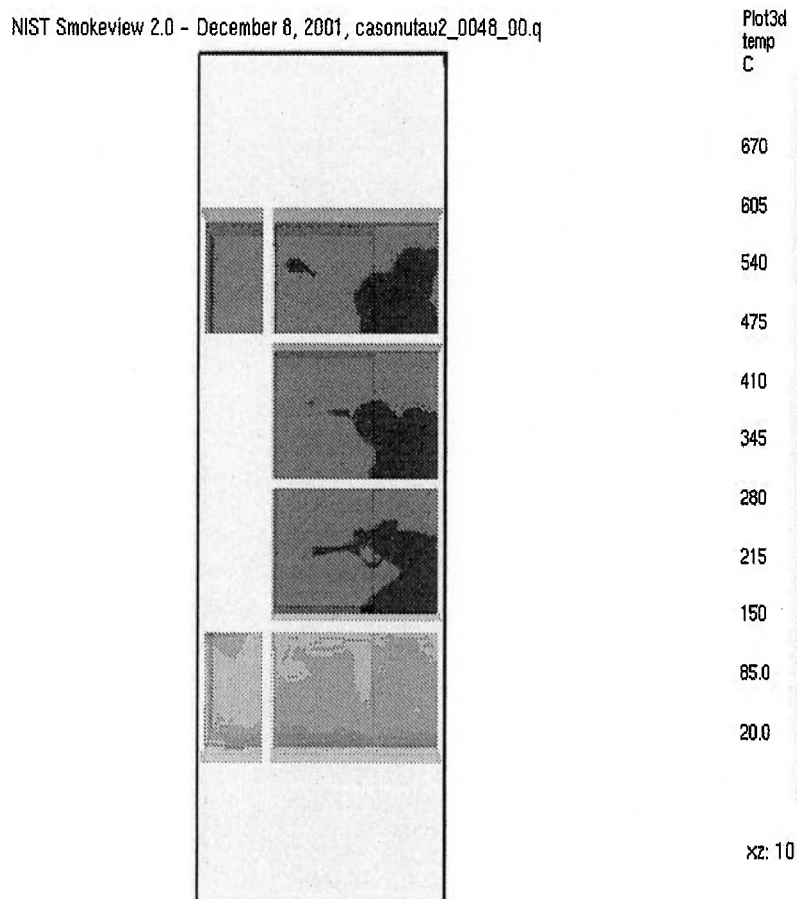 NIST Smokeview 2.0 - December 8, 2001, casonutau2_0048_00.q
Plot3d
temp
C
670
605
540
475
410
345
280
215
150
85.0
20.0
xz: 10